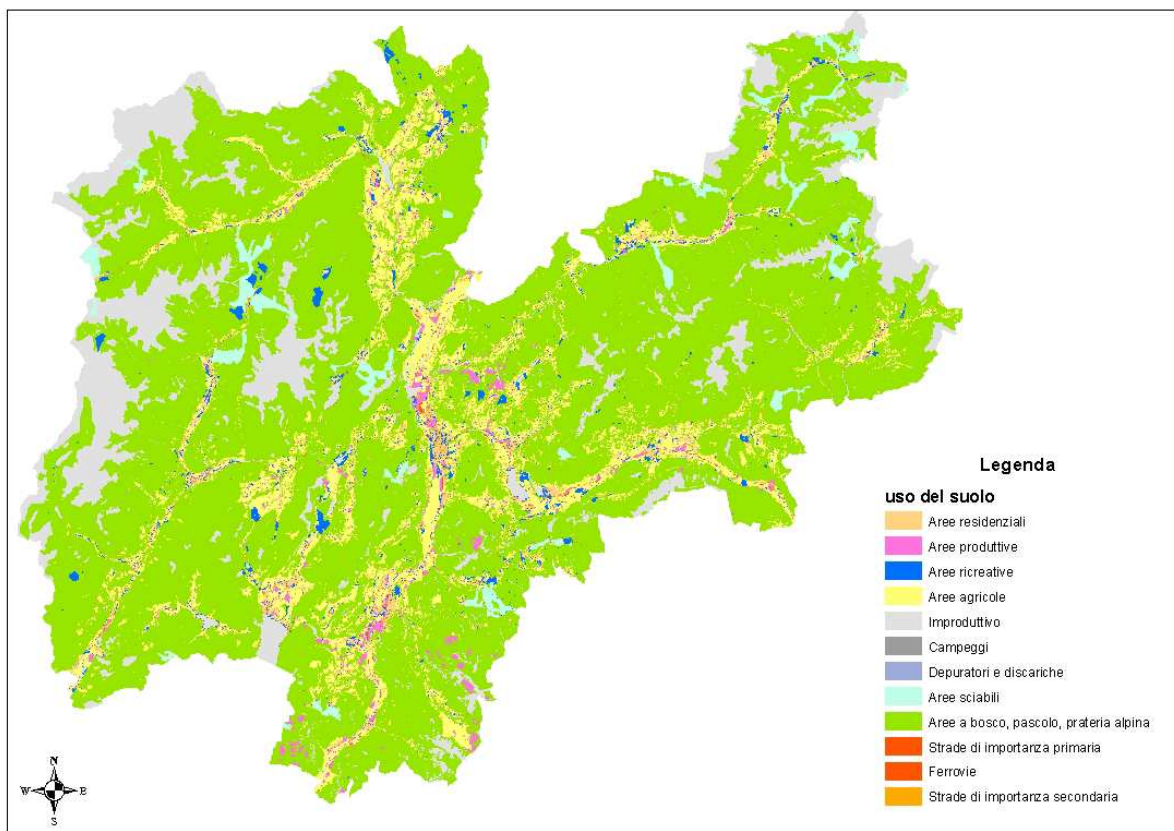 Legenda
uso del suolo
Aree residenziali
Aree produttive
Aree ricreative
Aree agricole
Improduttivo
Campeggi
Depuratori e discariche
Aree sciabili
Aree a bosco, pascolo, prateria alpina
Strade di importanza primaria
Ferrovie
Strade di importanza secondaria
N
W E
S